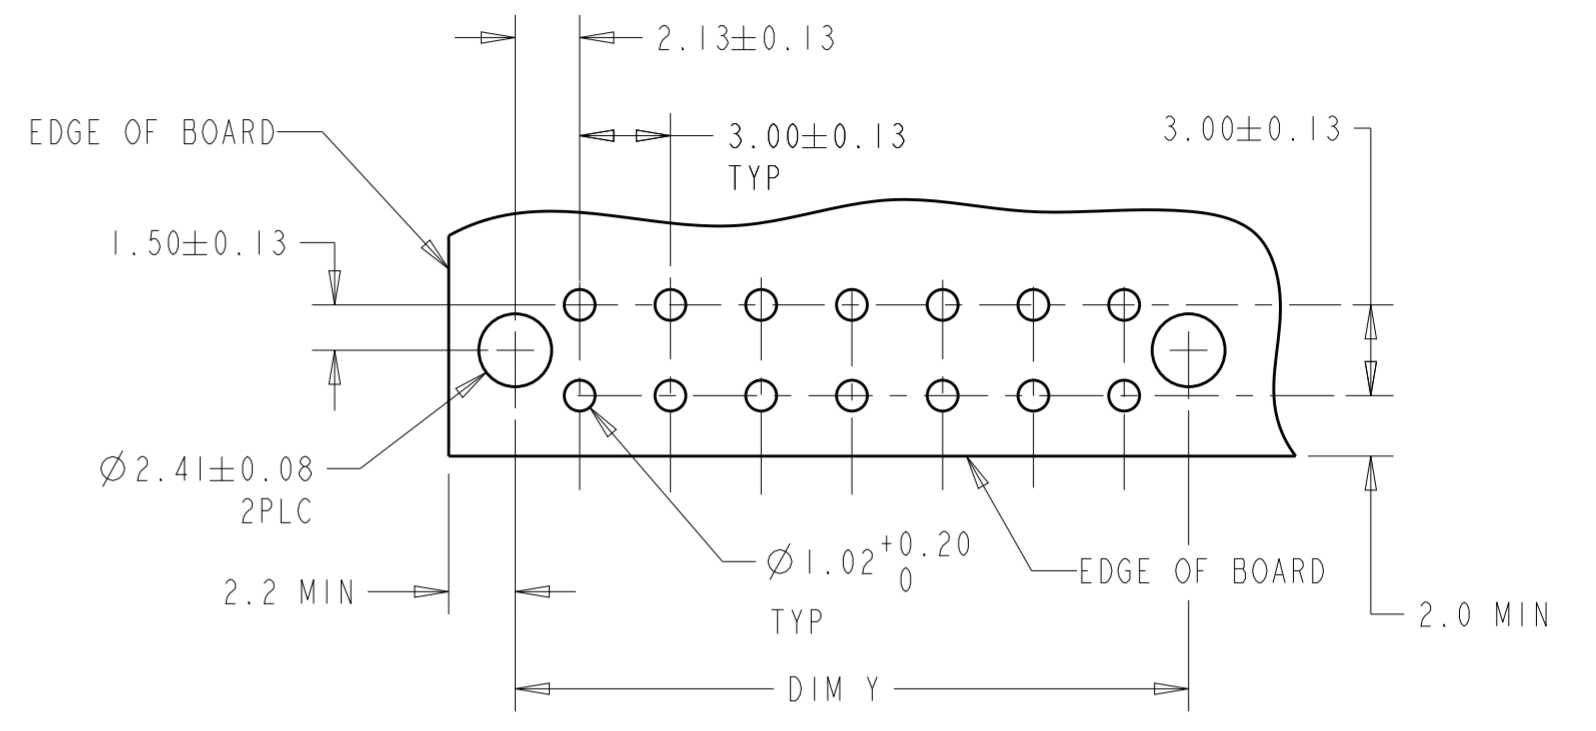 2.13±0.13
EDGE OF BOARD
3.00±0.13
TYP
3.00±0.13
1.50±0.13
Ø2.41±0.08
2PLC
Ø1.02 +0.20
0
TYP
EDGE OF BOARD
2.2 MIN
2.0 MIN
DIM Y